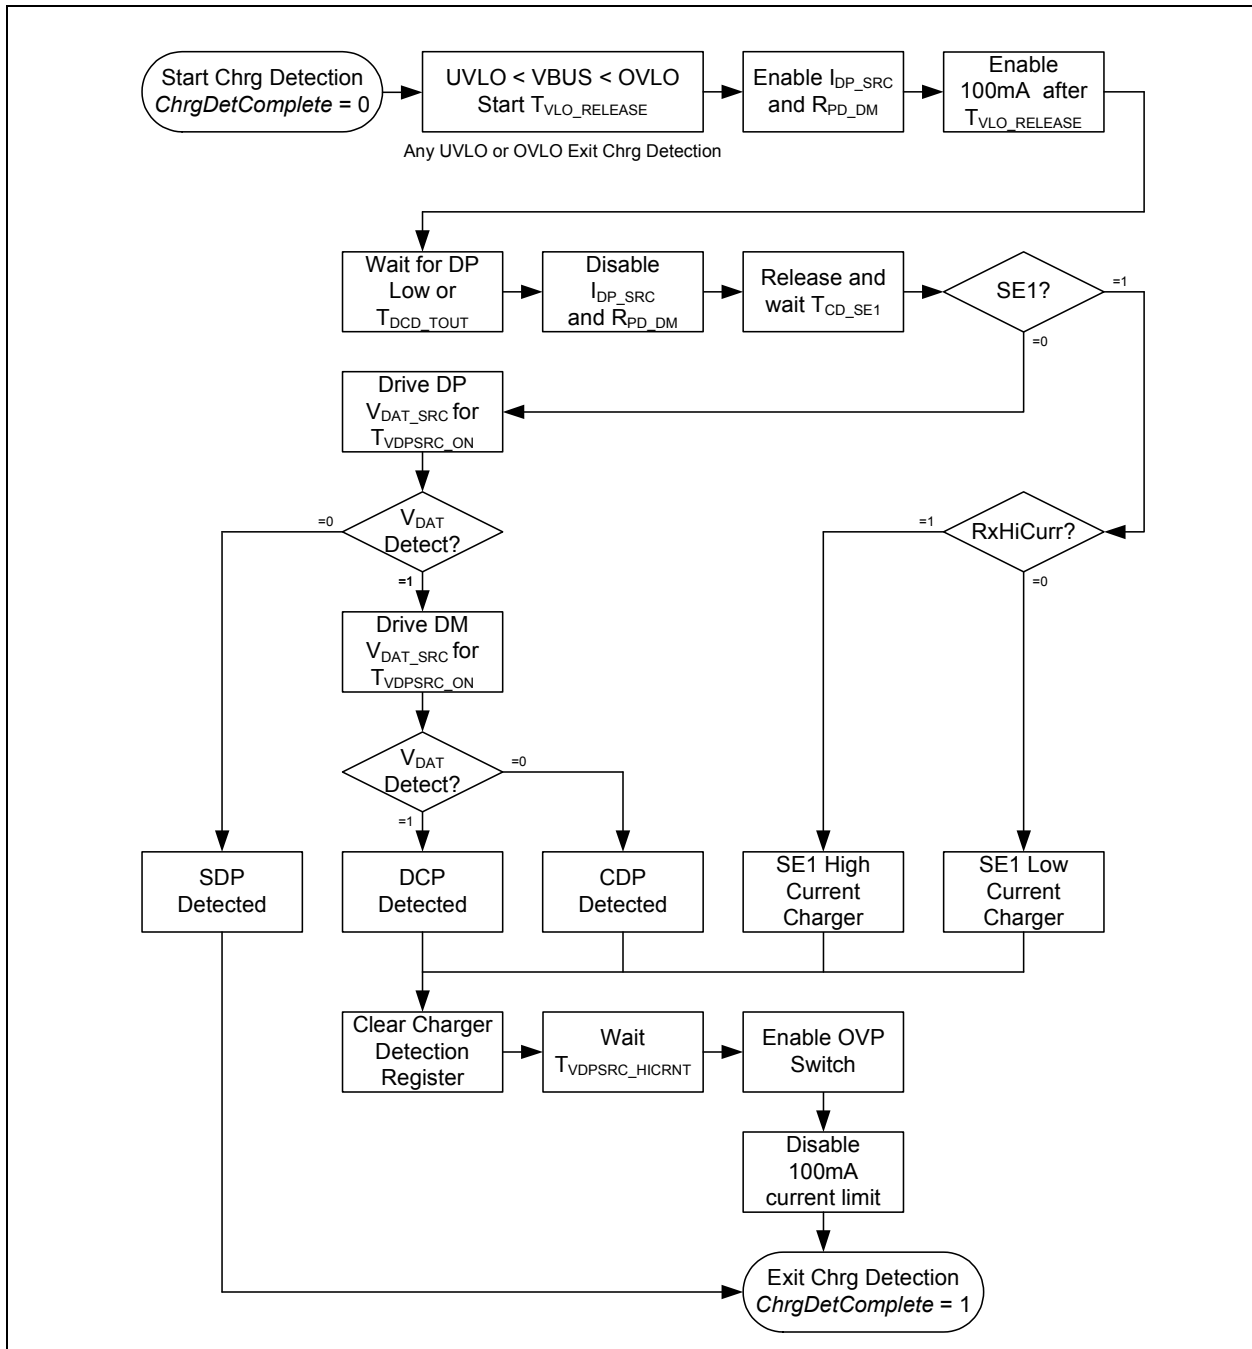 Start Chrg Detection
ChrgDetComplete = 0
UVLO < VBUS < OVLO
Start TVLO_RELEASE
Enable IDP_SRC
and RPD_DM
Enable
100mA after
TVLO_RELEASE
Any UVLO or OVLO Exit Chrg Detection
Wait for DP
Low or
TDCD_TOUT
Disable
IDP_SRC
and RPD_DM
Release and
wait TCD_SE1
SE1?
=1
=0
Drive DP
VDAT_SRC for
TVDPSRC_ON
VDAT
Detect?
=0
=1
RxHiCurr?
=1
=0
Drive DM
VDAT_SRC for
TVDPSRC_ON
VDAT
Detect?
=0
=1
SDP
Detected
DCP
Detected
CDP
Detected
SE1 High
Current
Charger
SE1 Low
Current
Charger
Clear Charger
Detection
Register
Wait
TVDPSRC_HICRNT
Enable OVP
Switch
Disable
100mA
current limit
Exit Chrg Detection
ChrgDetComplete = 1